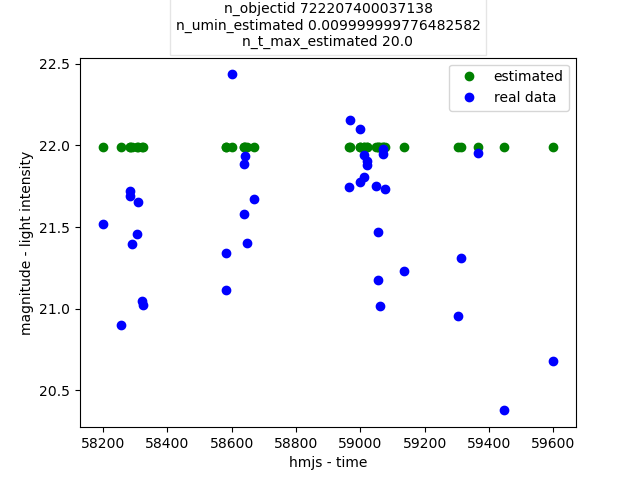 n_objectid 722207400037138
n_umin_estimated 0.009999999776482582
n_t_max_estimated 20.0
22.5
22.0
21.5
21.0
20.5
magnitude - light intensity
estimated
real data
58200 58400 58600 58800 59000 59200 59400 59600
hmjs - time